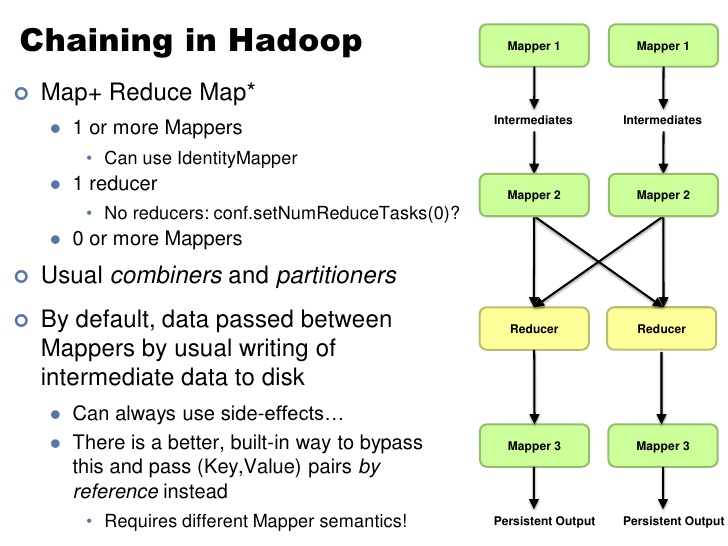 Chaining in Hadoop
Map+ Reduce Map*
1 or more Mappers
Can use IdentityMapper
1 reducer
No reducers: conf.setNumReduceTasks(0)?
0 or more Mappers
Usual combiners and partitioners
By default, data passed between
Mappers by usual writing of
intermediate data to disk
Can always use side-effects…
There is a better, built-in way to bypass
this and pass (Key,Value) pairs by
reference instead
Requires different Mapper semantics!
Mapper 1 Mapper 1
Intermediates Intermediates
Mapper 2 Mapper 2
Reducer Reducer
Mapper 3 Mapper 3
Persistent Output Persistent Output